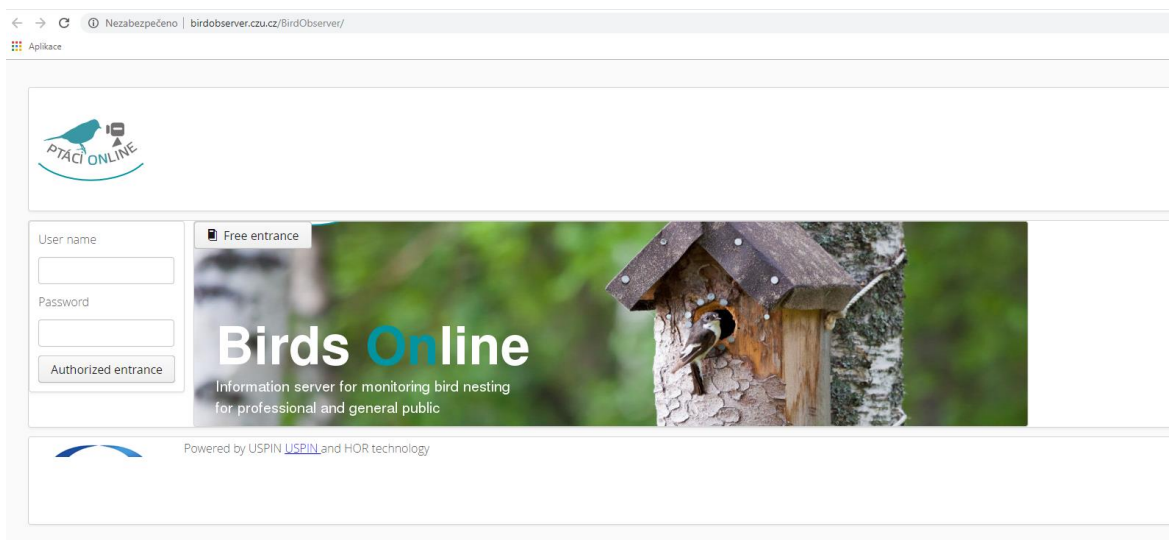 Nezabezpečeno | birdobserver.czu.cz/BirdObserver/
Aplikace
PTÁCI ONLINE
User name
Free entrance
Password
Authorized entrance
Birds Online
Information server for monitoring bird nesting
for professional and general public
Powered by USPIN USPIN and HOR technology